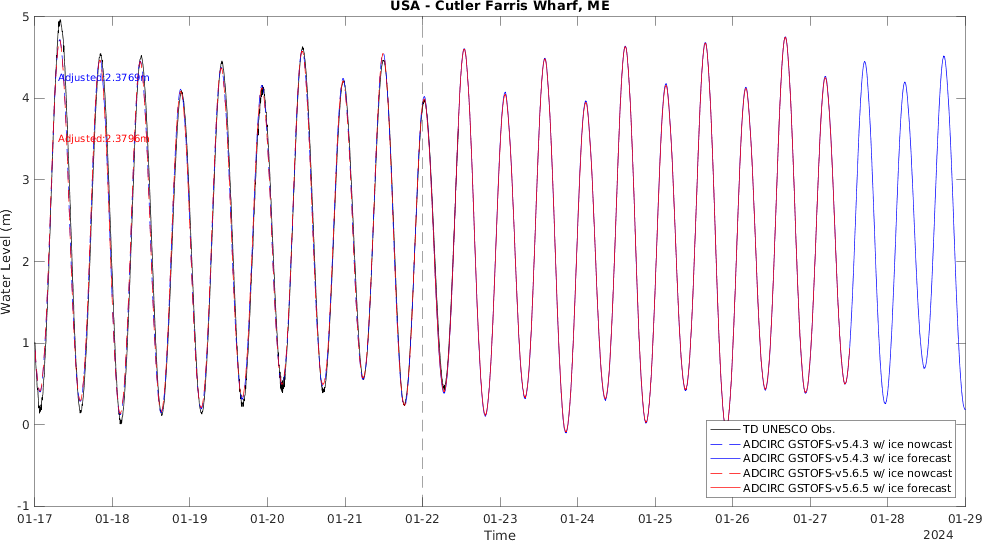 USA - Cutler Farris Wharf, ME
Water Level (m)
5
4
3
2
1
0
-1
Adjusted:2.3769m
Adjusted:2.3796m
TD UNESCO Obs.
ADCIRC GSTOFS-v5.4.3 w/ ice nowcast
ADCIRC GSTOFS-v5.4.3 w/ ice forecast
ADCIRC GSTOFS-v5.6.5 w/ ice nowcast
ADCIRC GSTOFS-v5.6.5 w/ ice forecast
01-17 01-18 01-19 01-20 01-21 01-22 01-23 01-24 01-25 01-26 01-27 01-28 01-29
Time
2024